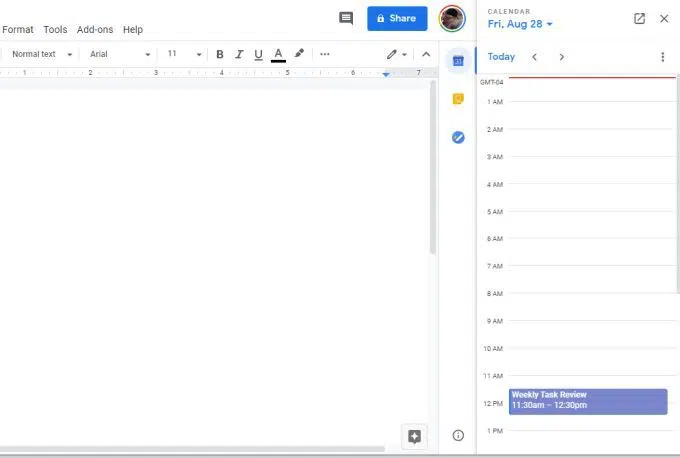 Format Tools Add-ons Help
Share
Normal text Arial 11 B I U A
1 2 3 4 5 6 7
31
CALENDAR
Fri, Aug 28
Today
GMT-04
1 AM
2 AM
3 AM
4 AM
5 AM
6 AM
7 AM
8 AM
9 AM
10 AM
11 AM
Weekly Task Review
11:30am – 12:30pm
12 PM
1 PM